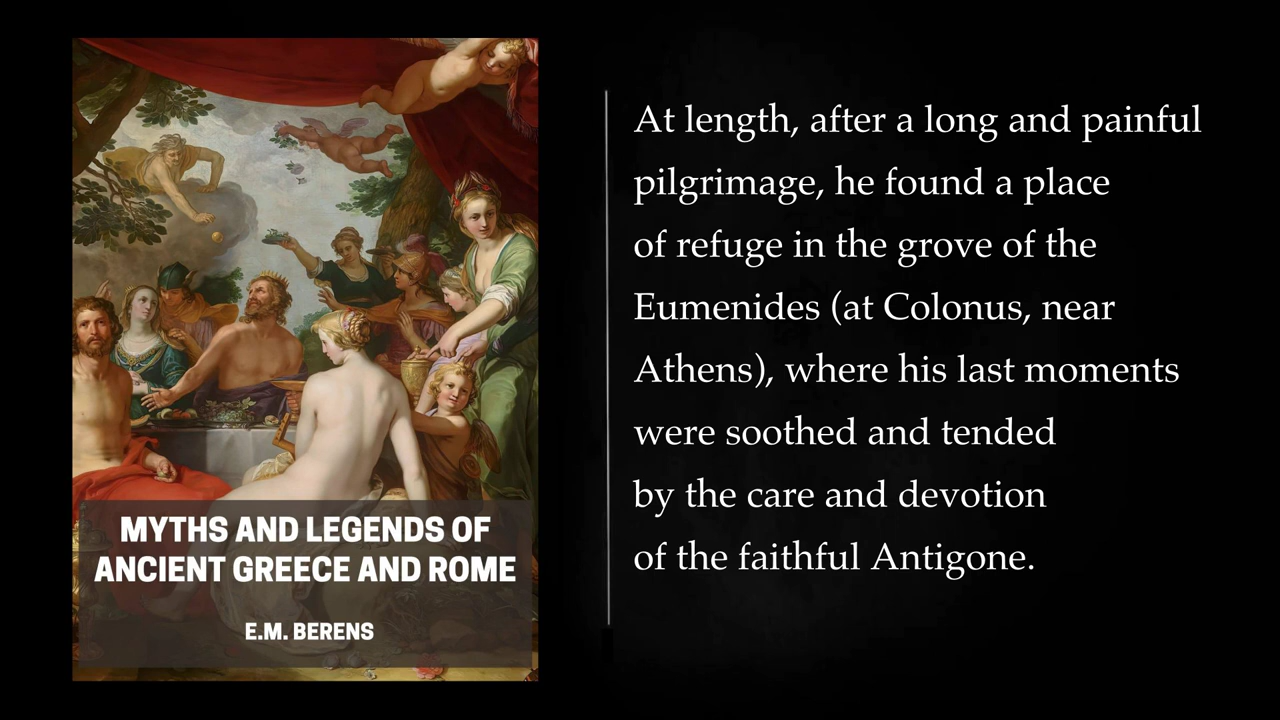 MYTHS AND LEGENDS OF
ANCIENT GREECE AND ROME
E.M. BERENS
At length, after a long and painful
pilgrimage, he found a place
of refuge in the grove of the
Eumenides (at Colonus, near
Athens), where his last moments
were soothed and tended
by the care and devotion
of the faithful Antigone.